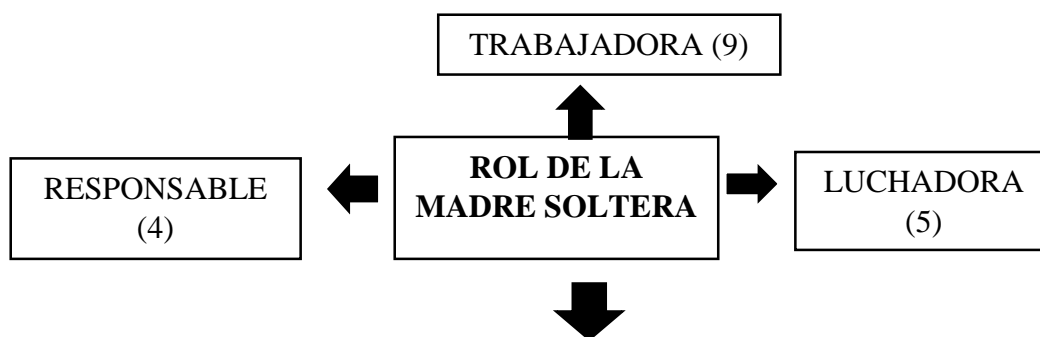 TRABAJADORA (9)
ROL DE LA
MADRE SOLTERA
RESPONSABLE
(4)
LUCHADORA
(5)